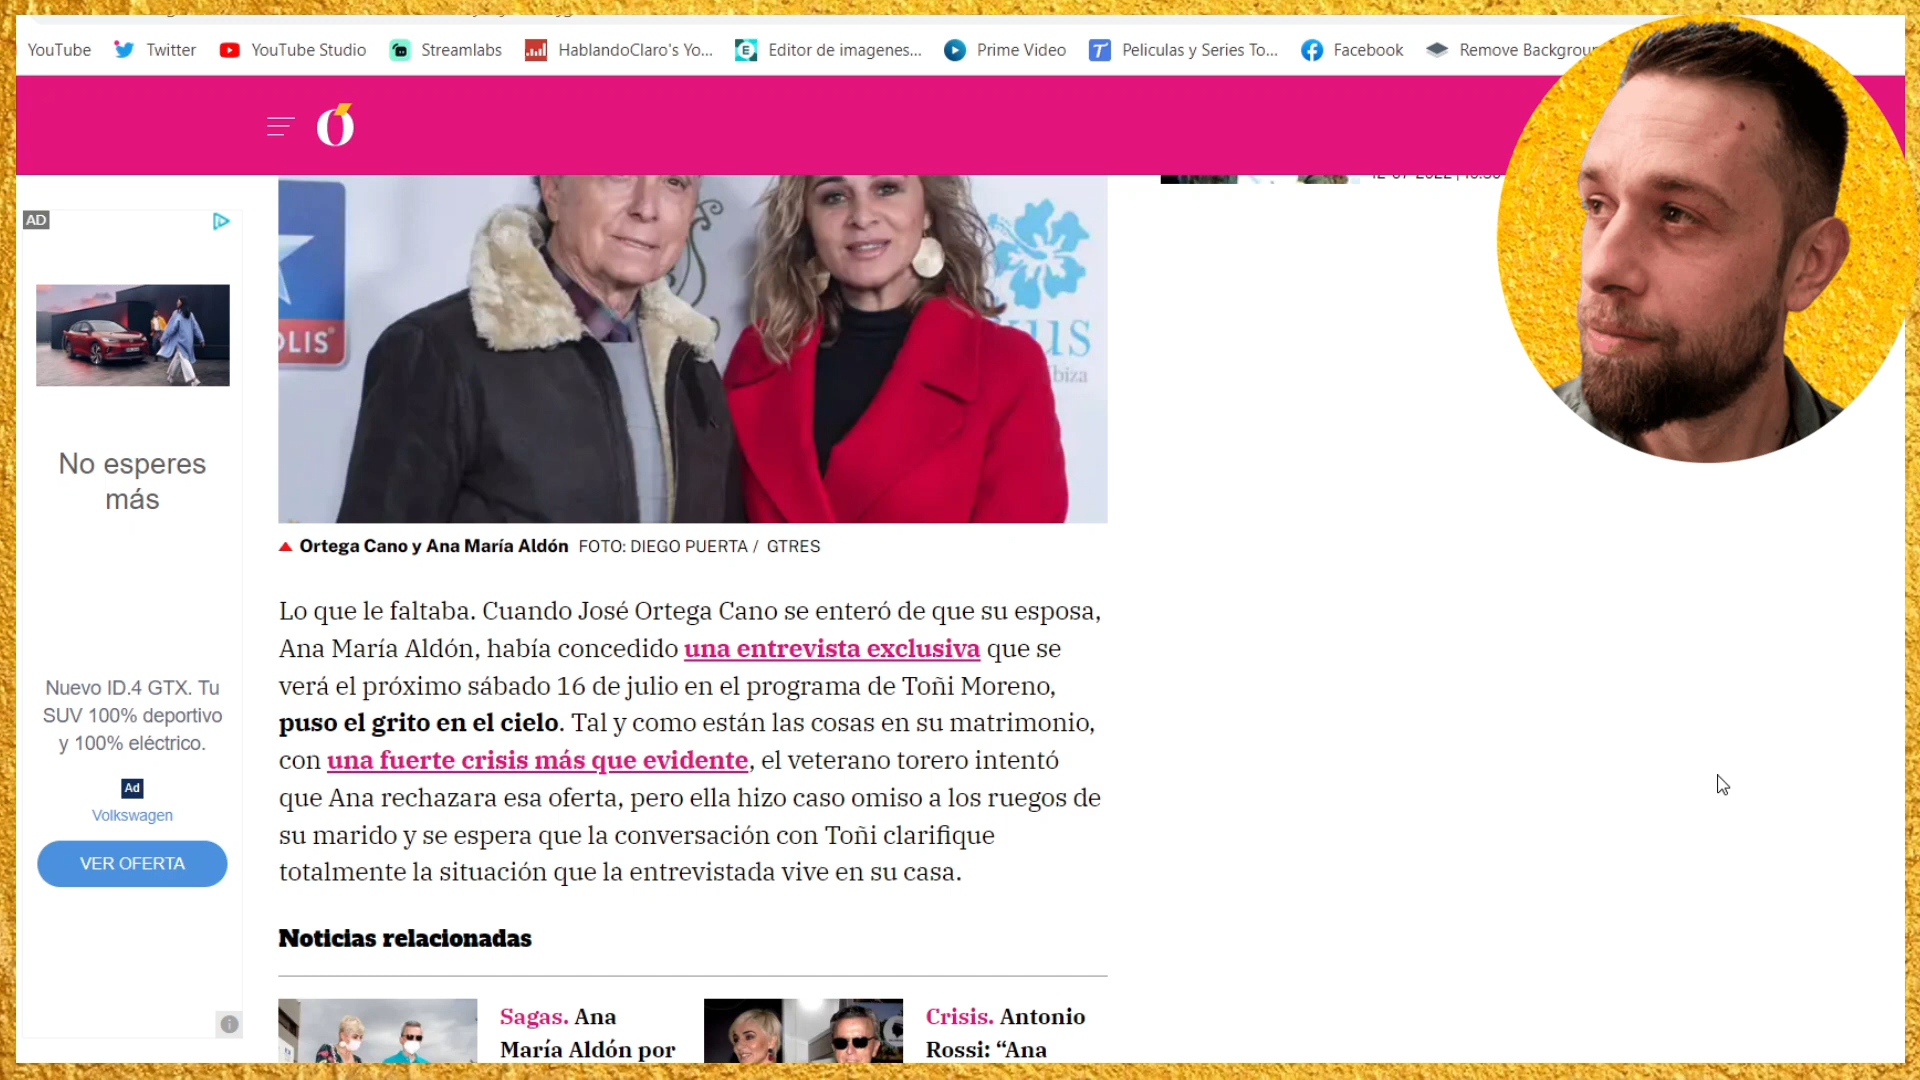 YouTube Twitter YouTube Studio Streamlabs HablandoClaro's Yo... Editor de imagenes... Prime Video Peliculas y Series To... Facebook Remove Backgrou
Ó
AD
OLIS
us
biza
No esperes
más
Nuevo ID.4 GTX. Tu
SUV 100% deportivo
y 100% eléctrico.
Ad
Volkswagen
VER OFERTA
Ortega Cano y Ana María Aldón FOTO: DIEGO PUERTA / GTRES
Lo que le faltaba. Cuando José Ortega Cano se enteró de que su esposa,
Ana María Aldón, había concedido una entrevista exclusiva que se
verá el próximo sábado 16 de julio en el programa de Toñi Moreno,
puso el grito en el cielo. Tal y como están las cosas en su matrimonio,
con una fuerte crisis más que evidente, el veterano torero intentó
que Ana rechazara esa oferta, pero ella hizo caso omiso a los ruegos de
su marido y se espera que la conversación con Toñi clarifique
totalmente la situación que la entrevistada vive en su casa.
Noticias relacionadas
Sagas. Ana
María Aldón por
Crisis. Antonio
Rossi: “Ana